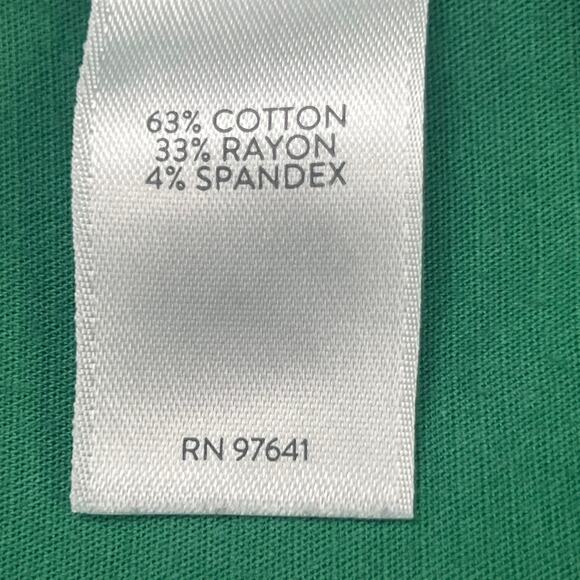 63% COTTON
33% RAYON
4% SPANDEX
RN 97641